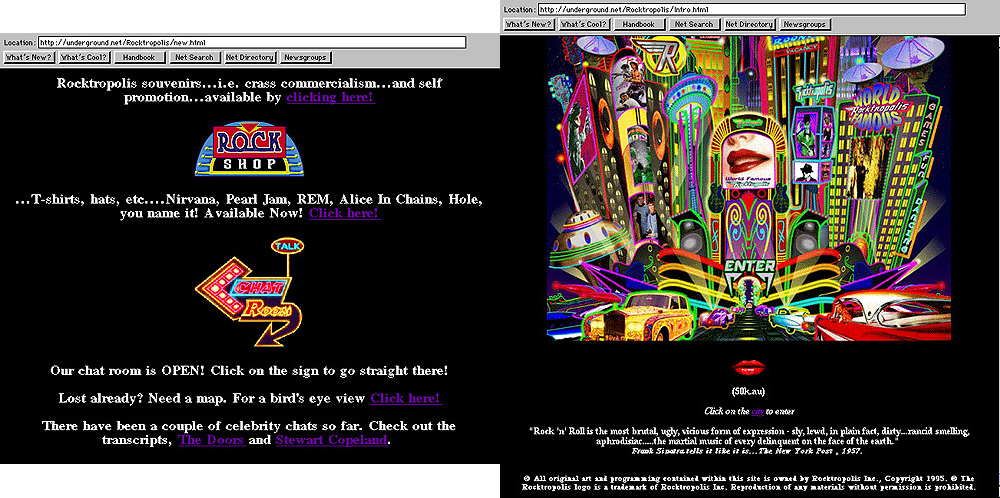 Location: http://underground.net/Rocktropolis/new.html
What's New? What's Cool? Handbook Net Search Net Directory Newsgroups
Rocktropolis souvenirs...i.e. crass commercialism...and self
promotion...available by clicking here!
ROCK
SHOP
...T-shirts, hats, etc....Nirvana, Pearl Jam, REM, Alice In Chains, Hole,
you name it! Available Now! Click here!
TALK
CHAT
Room
Our chat room is OPEN! Click on the sign to go straight there!
Lost already? Need a map. For a bird's eye view Click here!
There have been a couple of celebrity chats so far. Check out the
transcripts, The Doors and Stewart Copeland.
Location: http://underground.net/Rocktropolis/Intro.html
What's New? What's Cool? Handbook Net Search Net Directory Newsgroups
R
VACANCY
Rocktropolis
WORLD
Rocktropolis
FAMOUS
GAMES
World Famous
Rocktropolis
ENTER
(50k.au)
Click on the city to enter
"Rock 'n' Roll is the most brutal, ugly, vicious form of expression - sly, lewd, in plain fact, dirty...rancid smelling,
aphrodisiac.....the martial music of every delinquent on the face of the earth."
Frank Sinatra tells it like it is...The New York Post , 1957.
© All original art and programming contained within this site is owned by Rocktropolis Inc., Copyright 1995. © The
Rocktropolis logo is a trademark of Rocktropolis Inc. Reproduction of any materials without permission is prohibited.